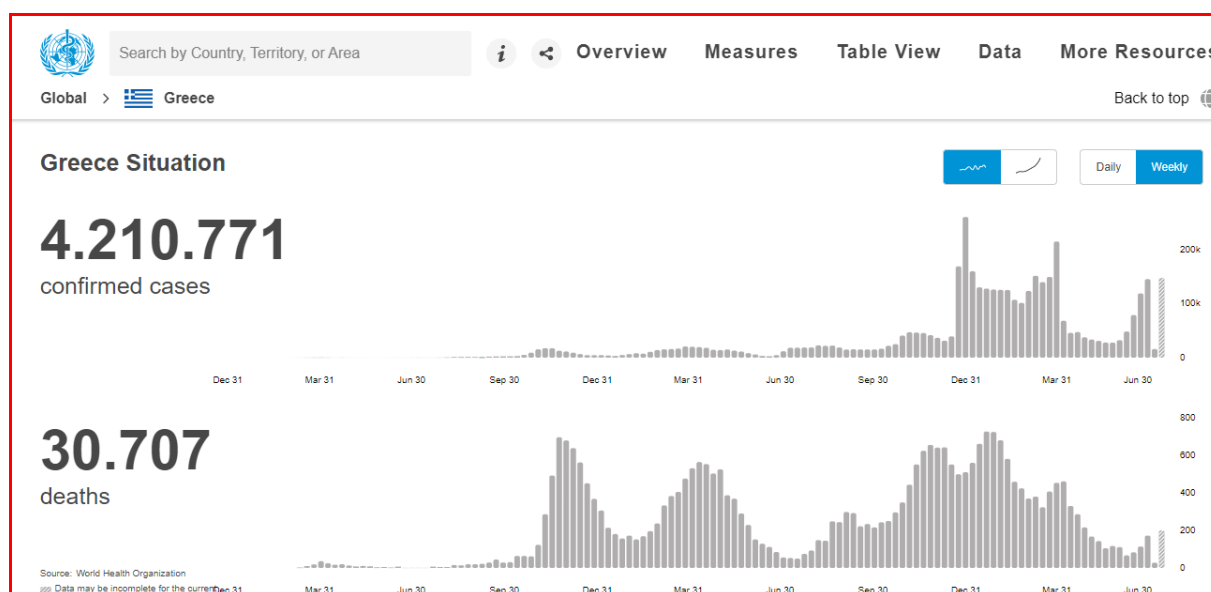 Search by Country, Territory, or Area
i
Overview Measures Table View Data More Resources
Global > Greece
Back to top
Greece Situation
Daily Weekly
4.210.771
confirmed cases
200k
100k
0
Dec 31 Mar 31 Jun 30 Sep 30 Dec 31 Mar 31 Jun 30 Sep 30 Dec 31 Mar 31 Jun 30
30.707
deaths
800
600
400
200
0
Source: World Health Organization
Data may be incomplete for the current
Dec 31 Mar 31 Jun 30 Sep 30 Dec 31 Mar 31 Jun 30 Sep 30 Dec 31 Mar 31 Jun 30